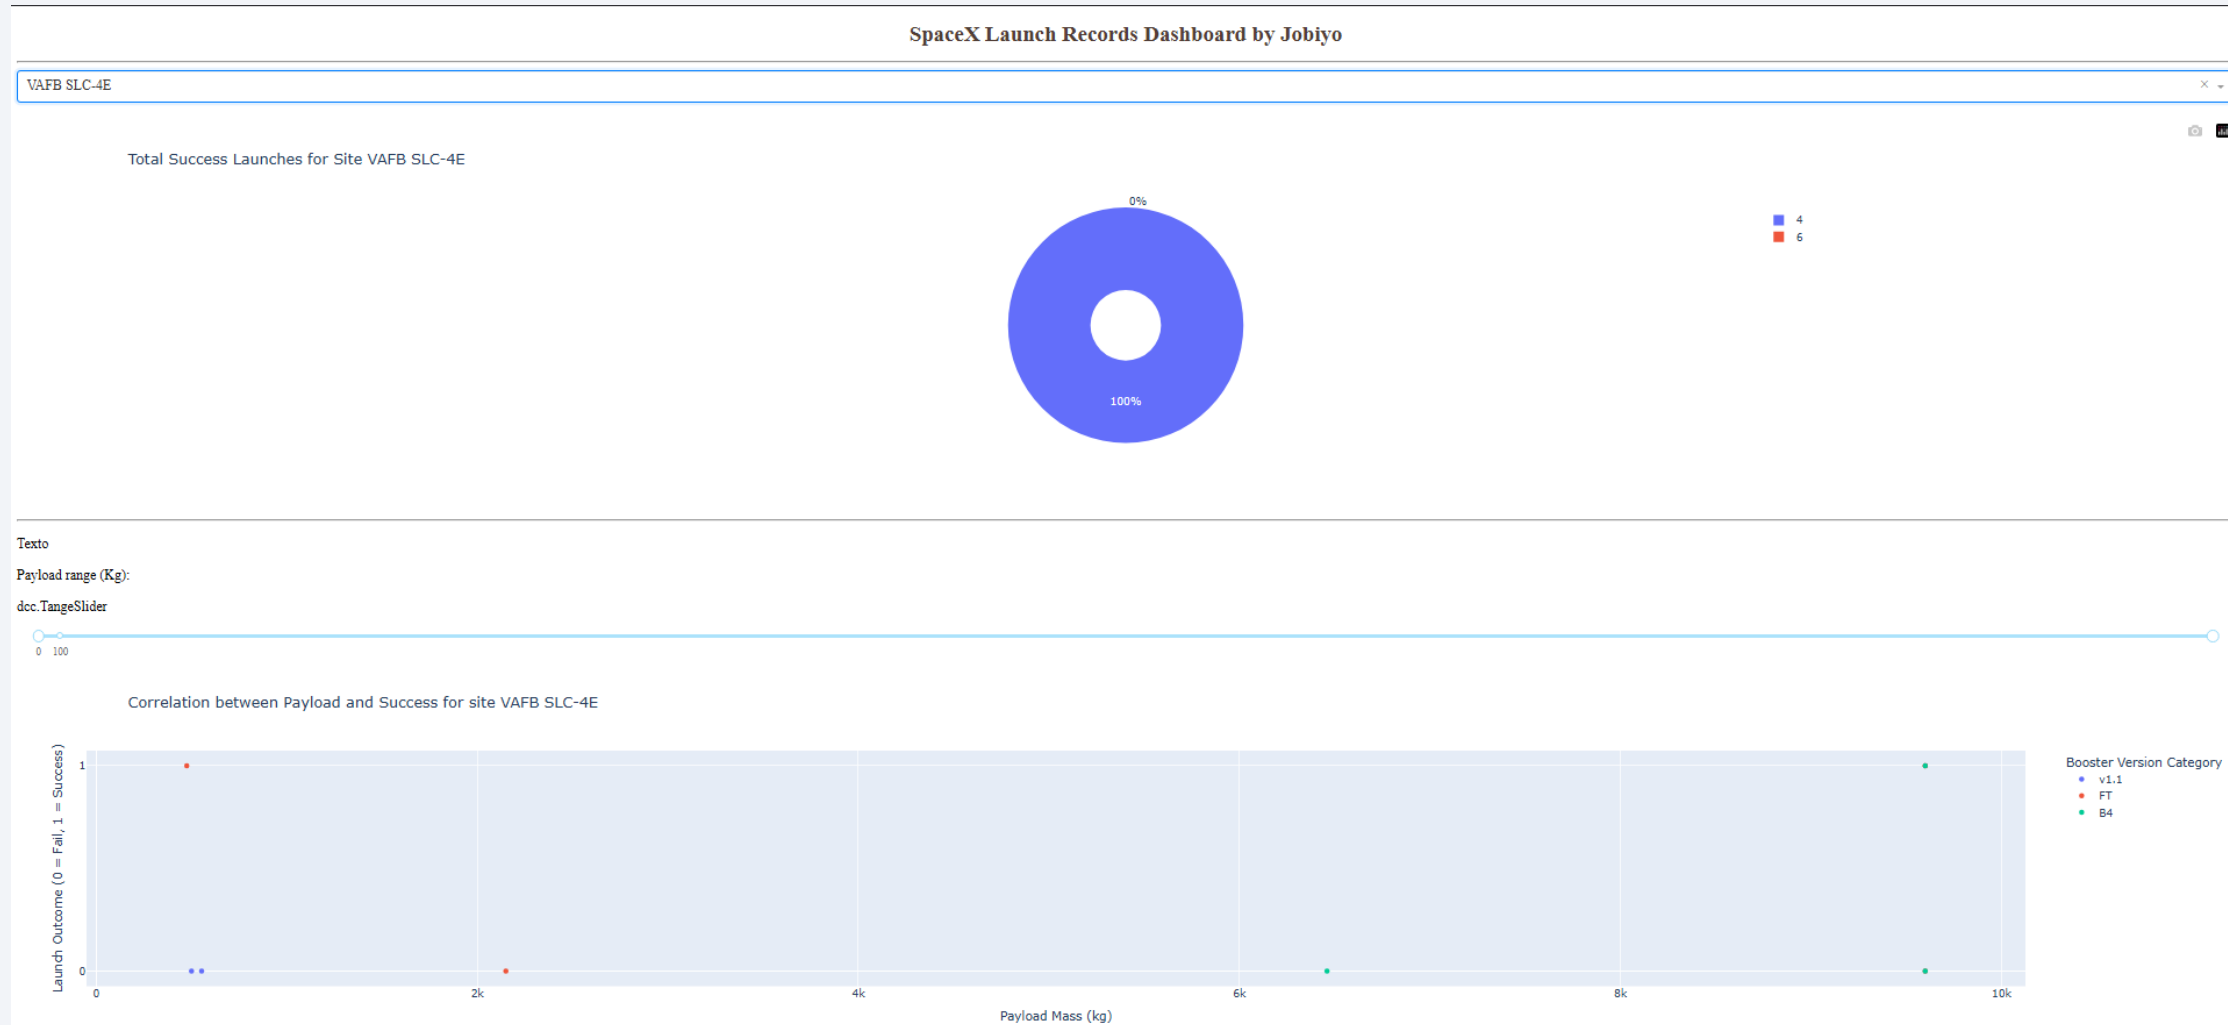 SpaceX Launch Records Dashboard by Jobiyo
VAFB SLC-4E
Total Success Launches for Site VAFB SLC-4E
0%
4
6
100%
Texto
Payload range (Kg):
dcc.TangeSlider
0 100
Correlation between Payload and Success for site VAFB SLC-4E
Launch Outcome (0 = Fail, 1 = Success)
1
0
Booster Version Category
v1.1
FT
B4
0 2k 4k 6k 8k 10k
Payload Mass (kg)